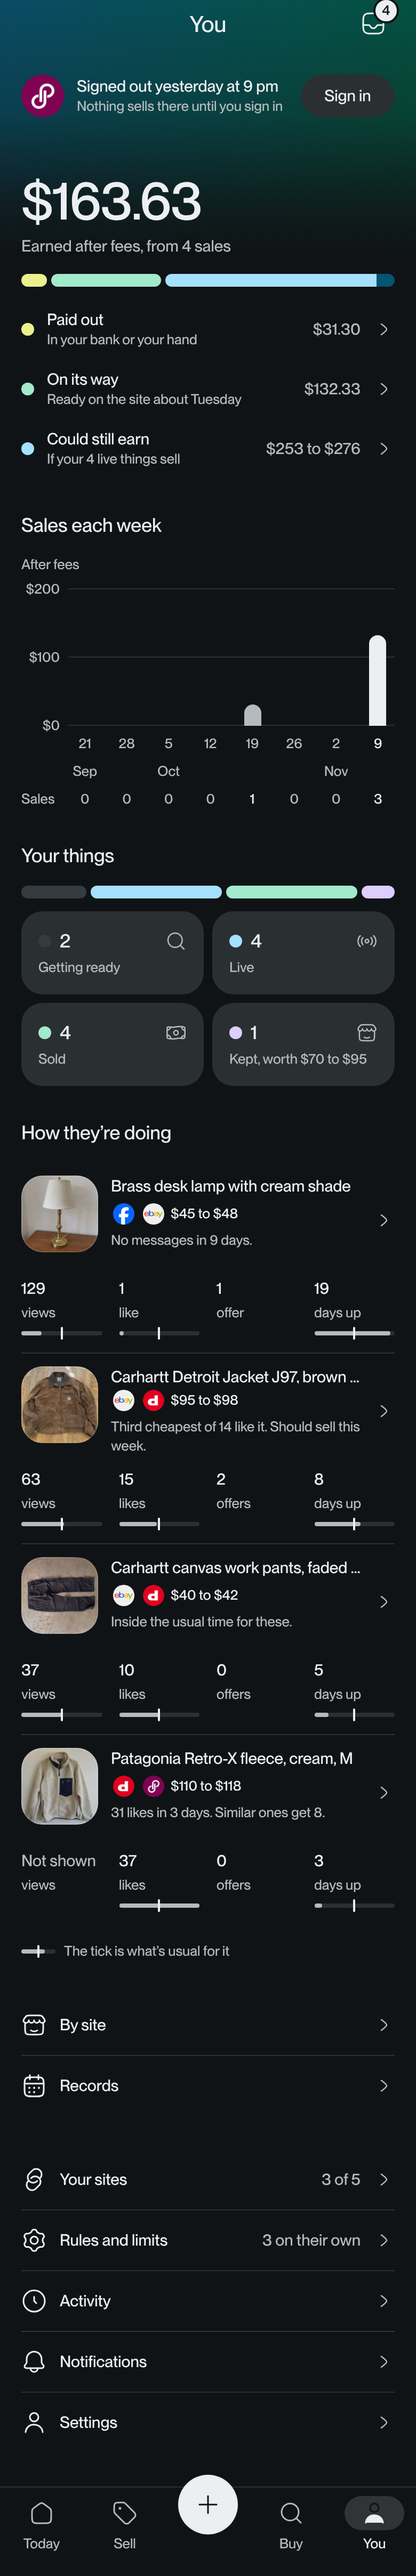 You
4
Signed out yesterday at 9 pm
Nothing sells there until you sign in
Sign in
$163.63
Earned after fees, from 4 sales
Paid out
In your bank or your hand
$31.30
On its way
Ready on the site about Tuesday
$132.33
Could still earn
If your 4 live things sell
$253 to $276
Sales each week
After fees
$200
$100
$0
21 28 5 12 19 26 2 9
Sep Oct Nov
Sales 0 0 0 0 1 0 0 3
Your things
2
Getting ready
4
Live
4
Sold
1
Kept, worth $70 to $95
How they’re doing
Brass desk lamp with cream shade
ebay $45 to $48
No messages in 9 days.
129 1 1 19
views like offer days up
Carhartt Detroit Jacket J97, brown ...
ebay d $95 to $98
Third cheapest of 14 like it. Should sell this
week.
63 15 2 8
views likes offers days up
Carhartt canvas work pants, faded ...
ebay d $40 to $42
Inside the usual time for these.
37 10 0 5
views likes offers days up
Patagonia Retro-X fleece, cream, M
d $110 to $118
31 likes in 3 days. Similar ones get 8.
Not shown 37 0 3
views likes offers days up
The tick is what’s usual for it
By site
Records
Your sites 3 of 5
Rules and limits 3 on their own
Activity
Notifications
Settings
Today Sell Buy You